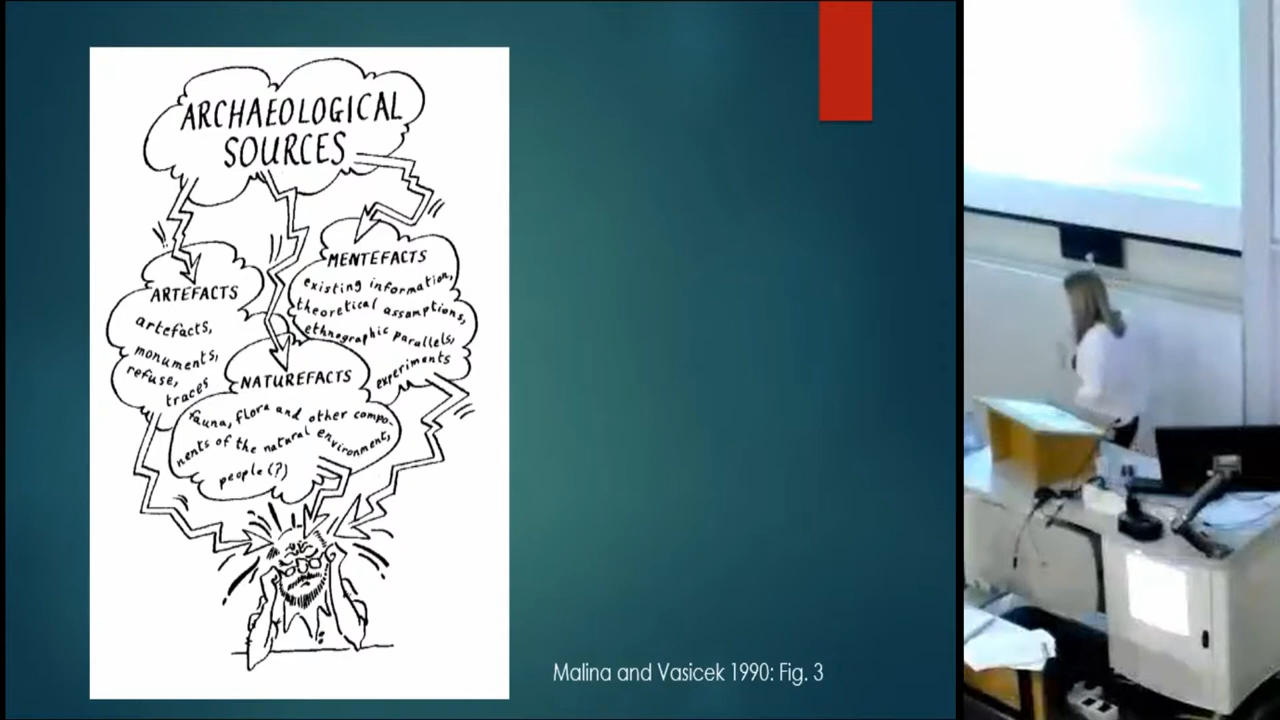 ARCHAEOLOGICAL
SOURCES
ARTEFACTS
artefacts,
monuments,
refuse,
traces
MENTEFACTS
existing information,
theoretical assumptions,
ethnographic parallels,
experiments
NATUREFACTS
fauna, flora and other compo-
nents of the natural environment,
people (?)
Malina and Vasicek 1990: Fig. 3